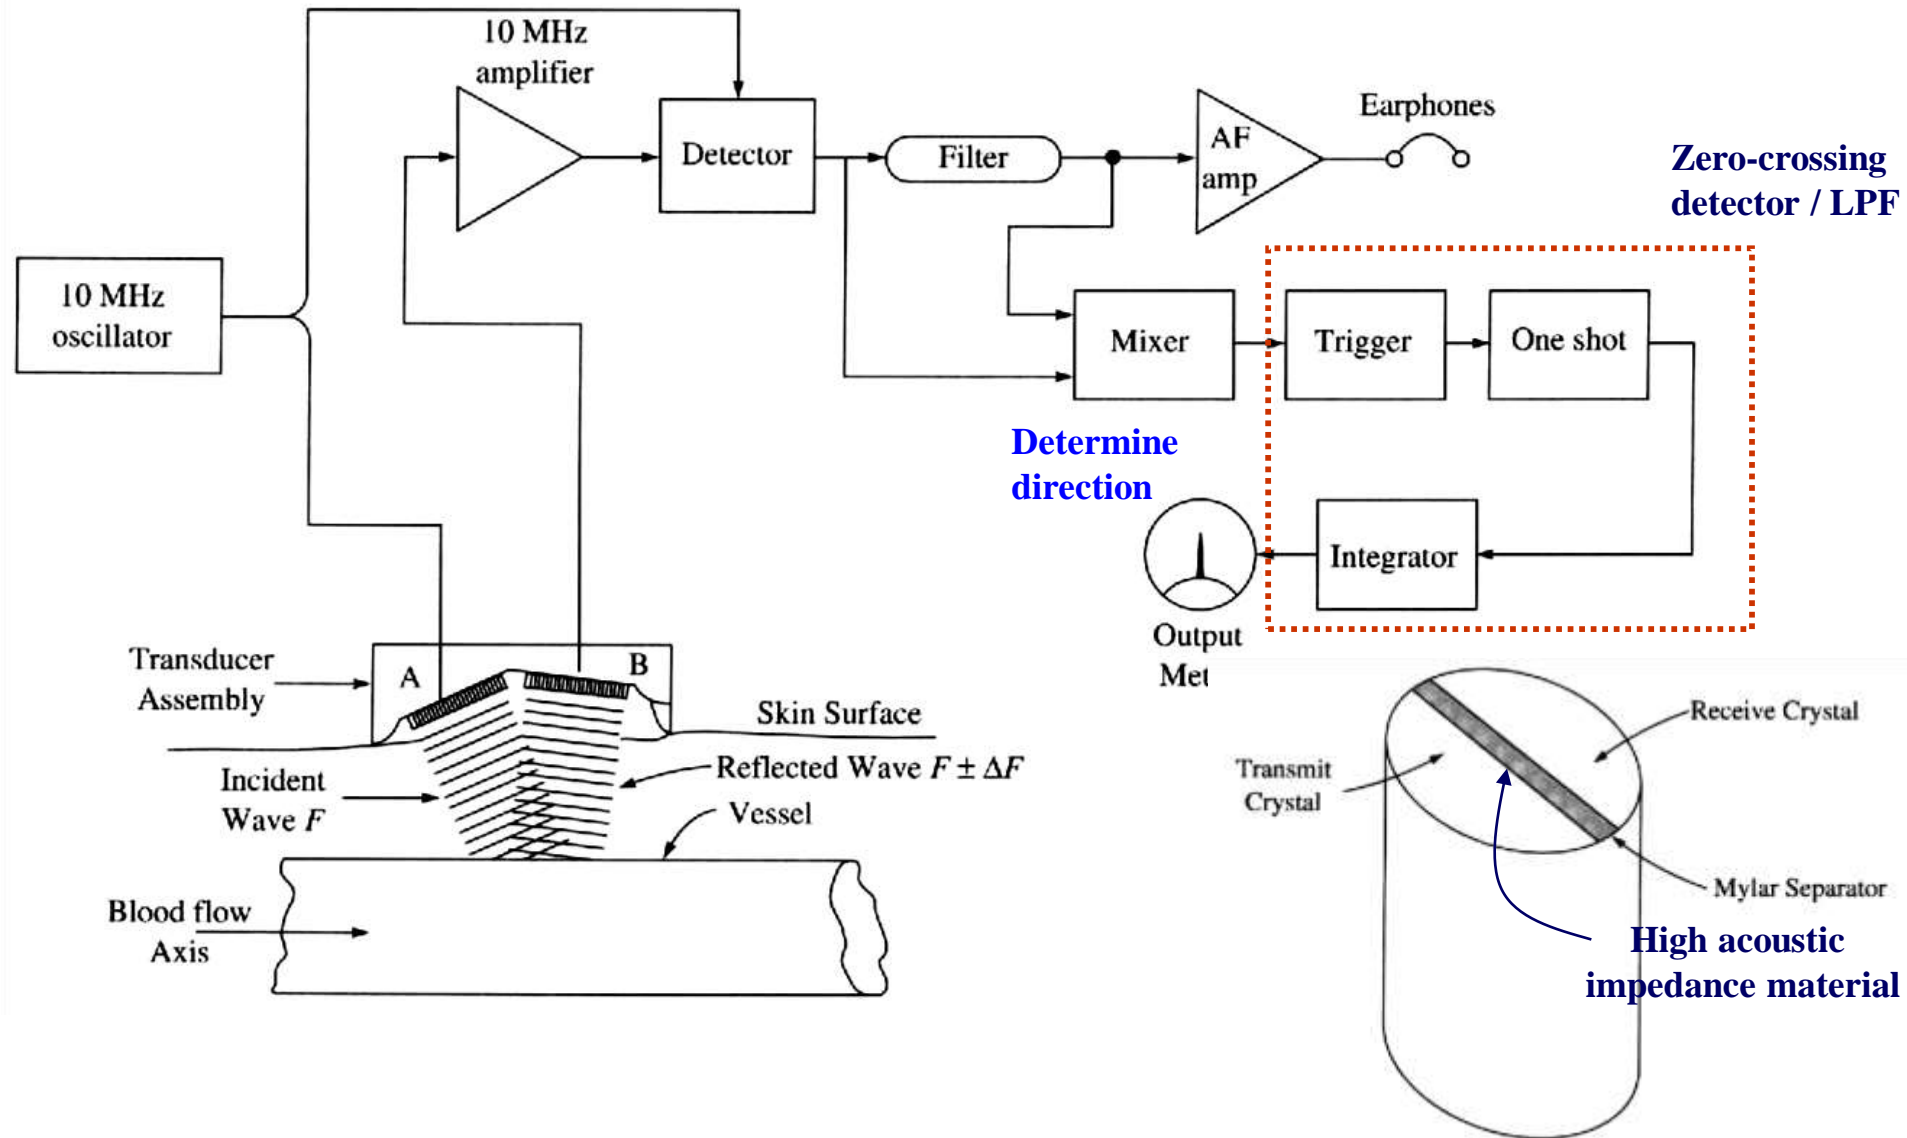 10 MHz
amplifier
Detector
Filter
AF
amp
Earphones
Zero-crossing
detector / LPF
10 MHz
oscillator
Mixer
Trigger
One shot
Determine
direction
Integrator
Output
Met
Transducer
Assembly
A
B
Skin Surface
Incident
Wave F
Reflected Wave F ± ΔF
Vessel
Blood flow
Axis
Receive Crystal
Transmit
Crystal
Mylar Separator
High acoustic
impedance material